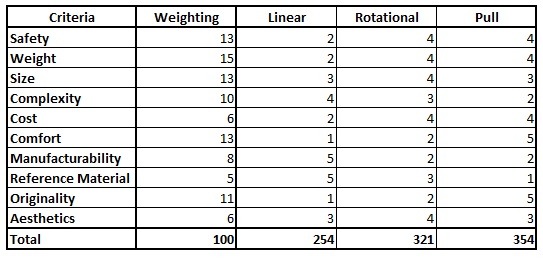 Criteria Weighting Linear Rotational Pull
Safety 13 2 4 4
Weight 15 2 4 4
Size 13 3 4 3
Complexity 10 4 3 2
Cost 6 2 4 4
Comfort 13 1 2 5
Manufacturability 8 5 2 2
Reference Material 5 5 3 1
Originality 11 1 2 5
Aesthetics 6 3 4 3
Total 100 254 321 354